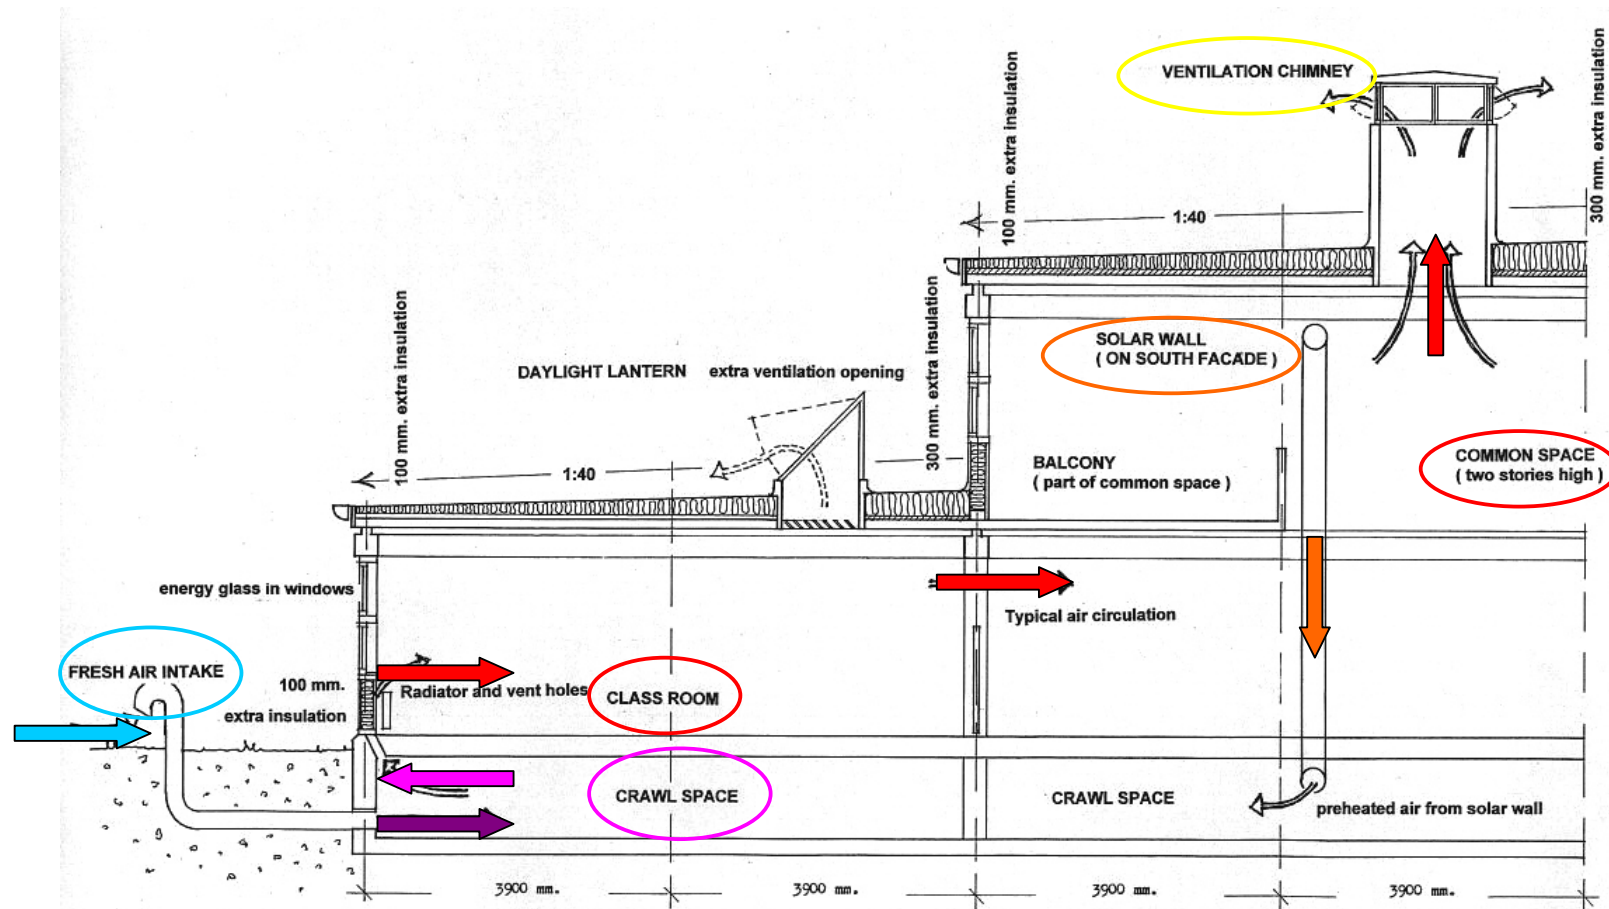 VENTILATION CHIMNEY
100 mm. extra insulation
300 mm. extra insulation
1:40
SOLAR WALL
( ON SOUTH FACADE )
100 mm. extra insulation
300 mm. extra insulation
DAYLIGHT LANTERN
extra ventilation opening
1:40
BALCONY
( part of common space )
COMMON SPACE
( two stories high )
energy glass in windows
Typical air circulation
FRESH AIR INTAKE
100 mm.
extra insulation
Radiator and vent holes
CLASS ROOM
CRAWL SPACE
CRAWL SPACE
preheated air from solar wall
3900 mm.
3900 mm.
3900 mm.
3900 mm.